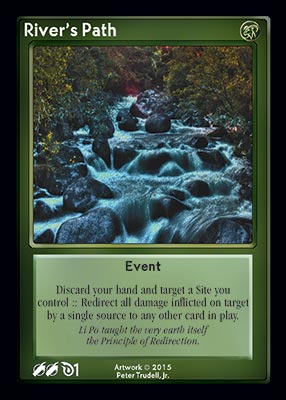 River's Path
Event
Discard your hand and target a Site you
control :: Redirect all damage inflicted on target
by a single source to any other card in play.
Li Po taught the very earth itself
the Principle of Redirection.
1
Artwork © 2015
Peter Trudell, Jr.